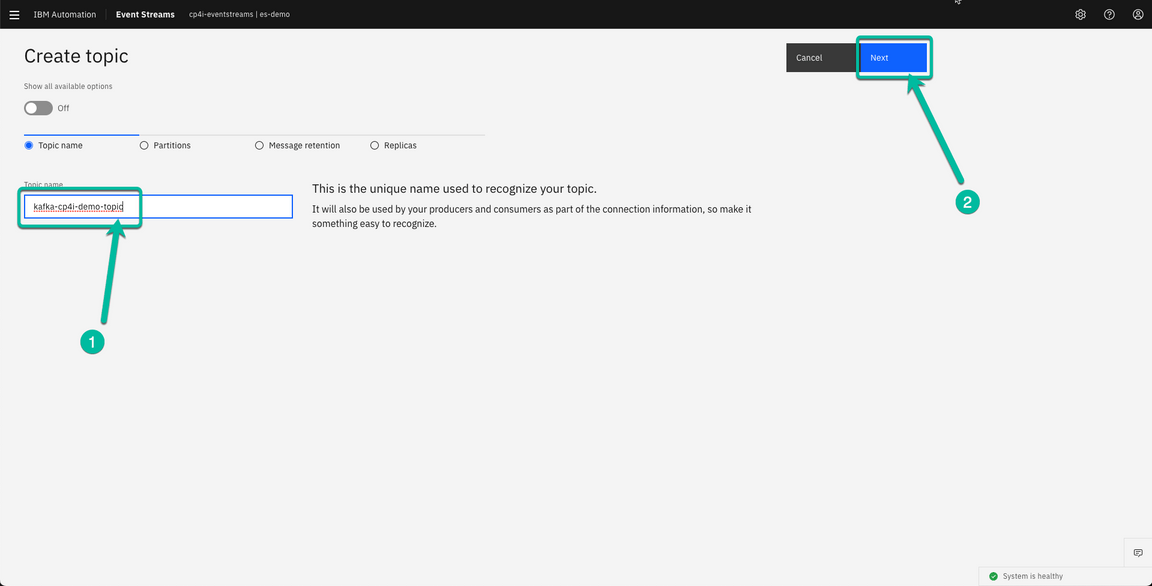 IBM Automation Event Streams cp4i-eventstreams | es-demo
Create topic
Cancel
Next
Show all available options
Off
Topic name Partitions Message retention Replicas
Topic name
kafka-cp4i-demo-topic
This is the unique name used to recognize your topic.
It will also be used by your producers and consumers as part of the connection information, so make it
something easy to recognize.
2
1
System is healthy